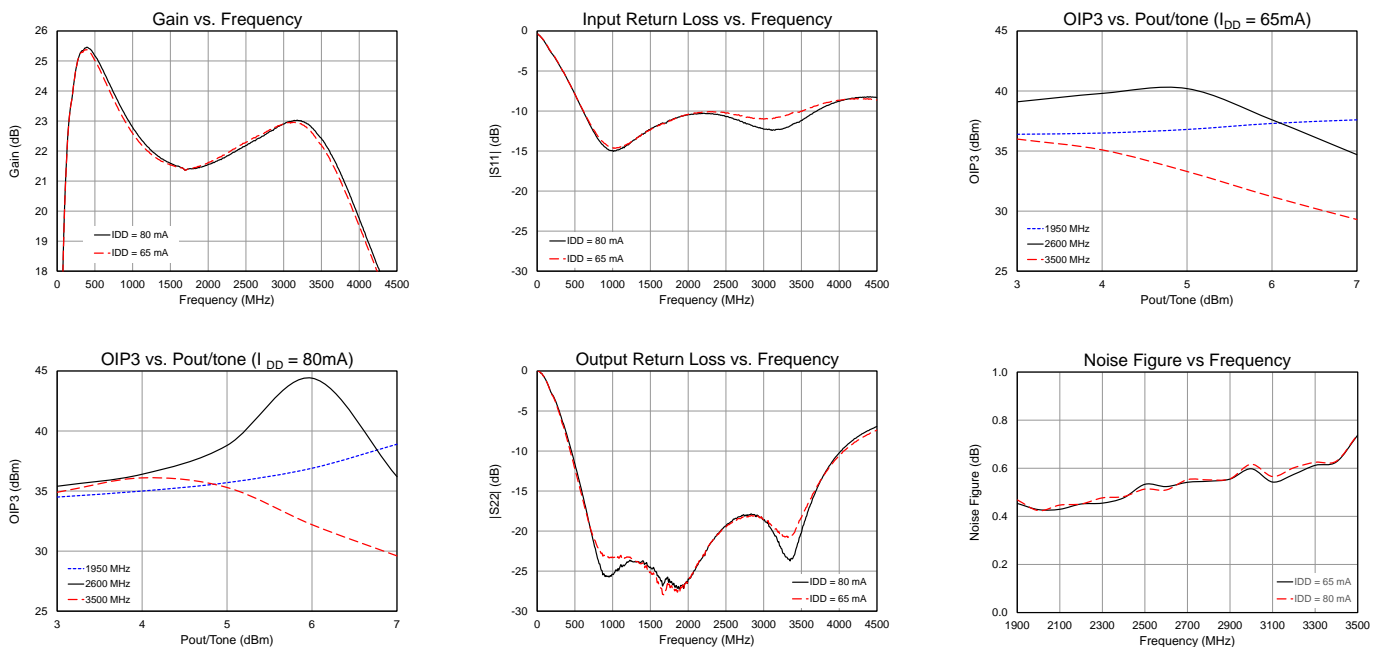 Gain vs. Frequency
26
25
24
23
22
21
20
19
18
Gain (dB)
IDD = 80 mA
IDD = 65 mA
0 500 1000 1500 2000 2500 3000 3500 4000 4500
Frequency (MHz)
Input Return Loss vs. Frequency
0
-5
-10
-15
-20
-25
-30
|S11| (dB)
IDD = 80 mA
IDD = 65 mA
0 500 1000 1500 2000 2500 3000 3500 4000 4500
Frequency (MHz)
OIP3 vs. Pout/tone (IDD = 65mA)
45
40
35
30
25
OIP3 (dBm)
1950 MHz
2600 MHz
3500 MHz
3 4 5 6 7
Pout/Tone (dBm)
OIP3 vs. Pout/tone (I DD = 80mA)
45
40
35
30
25
OIP3 (dBm)
1950 MHz
2600 MHz
3500 MHz
3 4 5 6 7
Pout/Tone (dBm)
Output Return Loss vs. Frequency
0
-5
-10
-15
-20
-25
-30
|S22| (dB)
IDD = 80 mA
IDD = 65 mA
0 500 1000 1500 2000 2500 3000 3500 4000 4500
Frequency (MHz)
Noise Figure vs Frequency
1.0
0.8
0.6
0.4
0.2
0.0
Noise Figure (dB)
IDD = 65 mA
IDD = 80 mA
1900 2100 2300 2500 2700 2900 3100 3300 3500
Frequency (MHz)